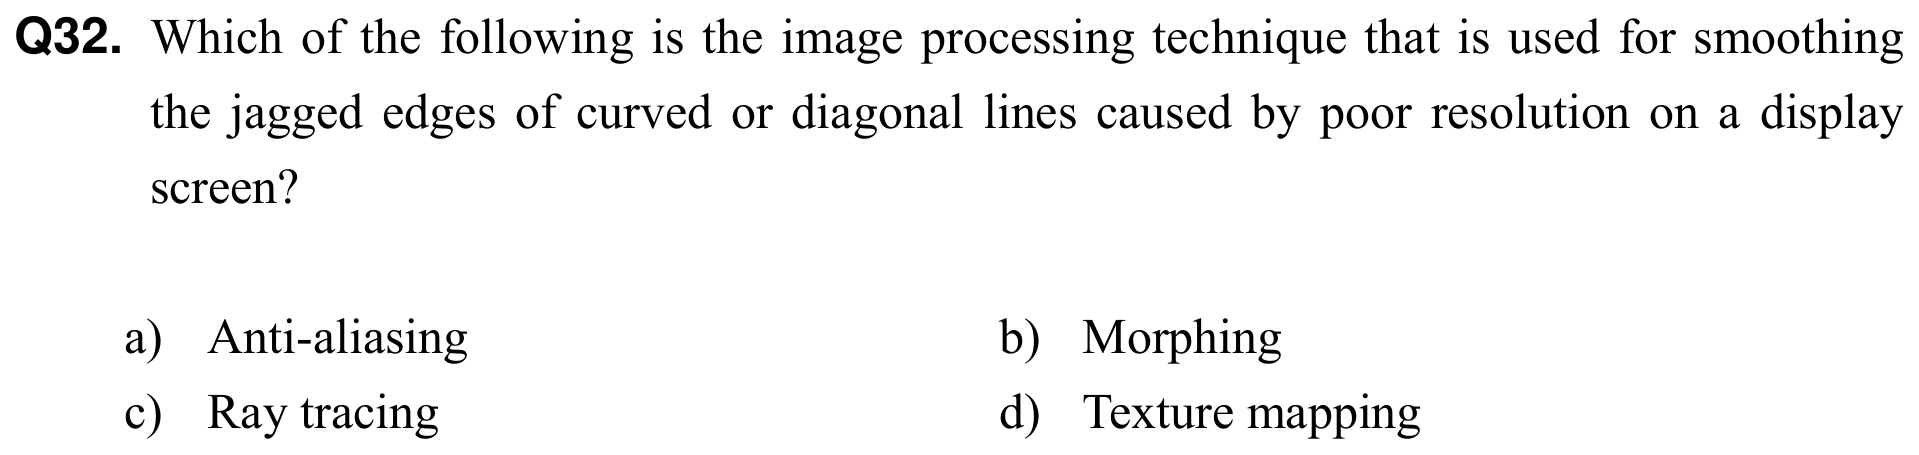 Q32. Which of the following is the image processing technique that is used for smoothing
the jagged edges of curved or diagonal lines caused by poor resolution on a display
screen?
a) Anti-aliasing b) Morphing
c) Ray tracing d) Texture mapping